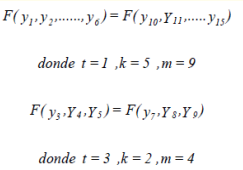 F(y₁,y₂,......,y₆)=F(y₁₀,Y₁₁,.....y₁₅)
donde t=1 ,k=5 ,m=9
F(y₃,Y₄,Y₅)=F(y₇,Y₈,Y₉)
donde t=3 ,k=2 ,m=4